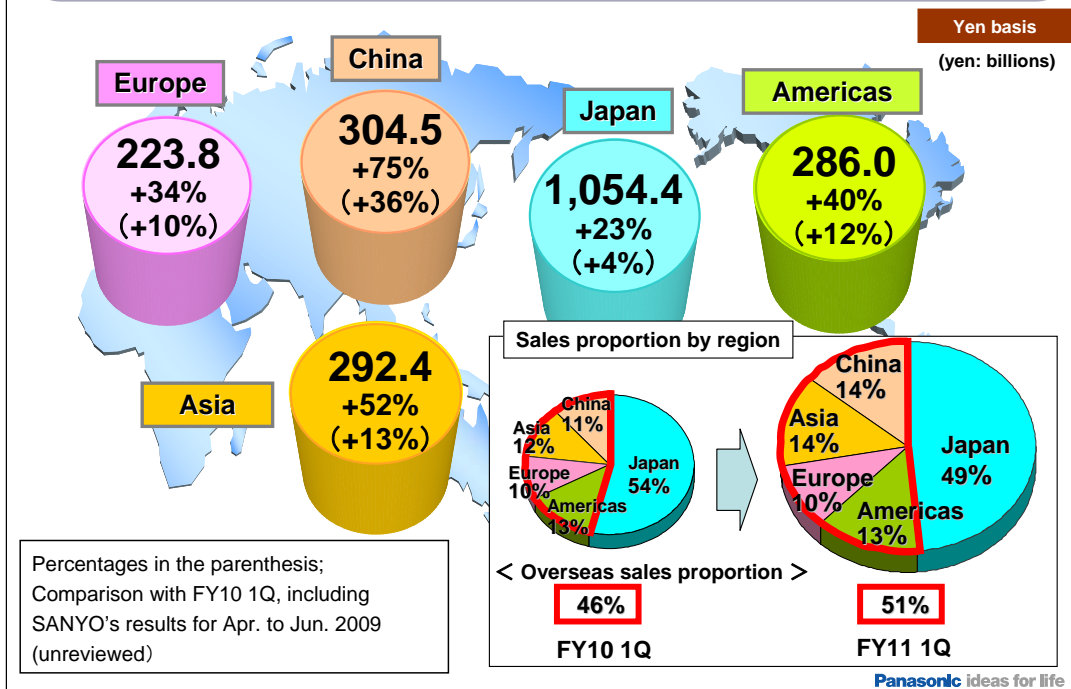 Yen basis
(yen: billions)
Europe
223.8
+34%
(+10%)
China
304.5
+75%
(+36%)
Japan
1,054.4
+23%
(+4%)
Americas
286.0
+40%
(+12%)
Asia
292.4
+52%
(+13%)
Sales proportion by region
China
11%
Asia
12%
Europe
10%
Americas
13%
Japan
54%
China
14%
Asia
14%
Europe
10%
Americas
13%
Japan
49%
< Overseas sales proportion >
46%
51%
FY10 1Q
FY11 1Q
Percentages in the parenthesis;
Comparison with FY10 1Q, including
SANYO's results for Apr. to Jun. 2009
(unreviewed）
Panasonic ideas for life